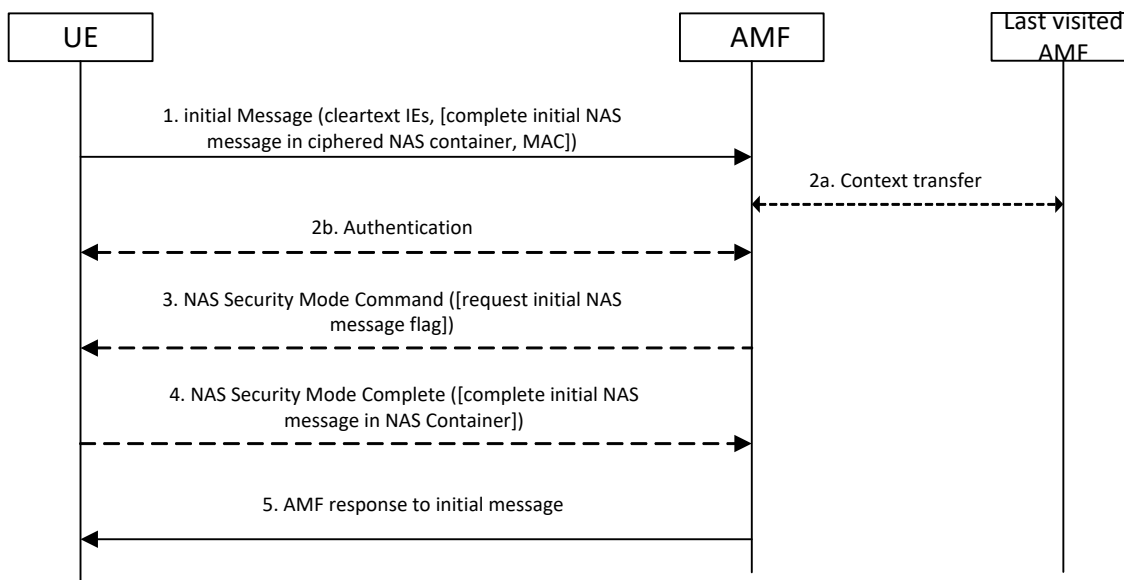 UE
AMF
Last visited
AMF
1. initial Message (cleartext IEs, [complete initial NAS
message in ciphered NAS container, MAC])
2a. Context transfer
2b. Authentication
3. NAS Security Mode Command ([request initial NAS
message flag])
4. NAS Security Mode Complete ([complete initial NAS
message in NAS Container])
5. AMF response to initial message